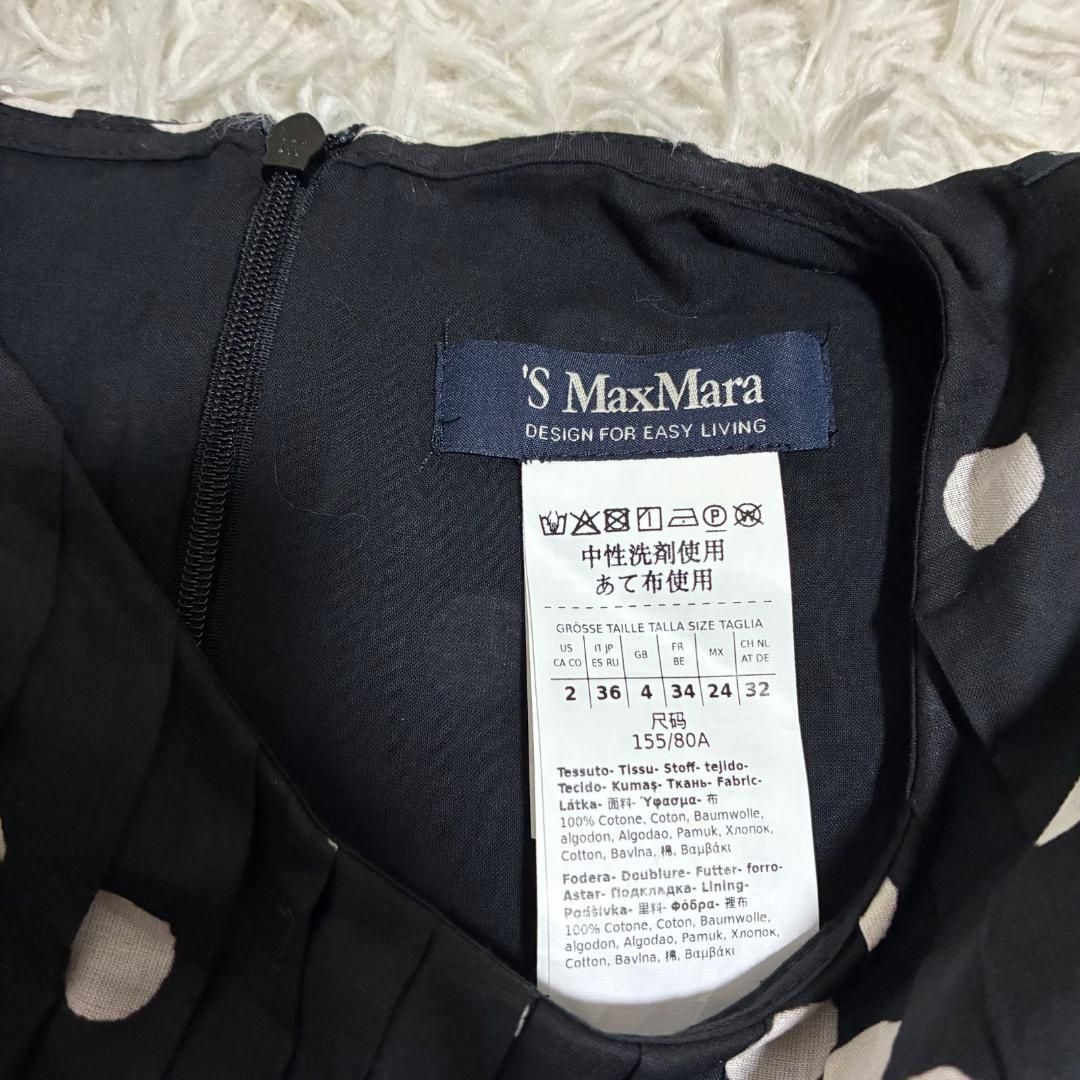 'S MaxMara
DESIGN FOR EASY LIVING
P W
中性洗剤使用
あて布使用
GRÖSSE TAILLE TALLA SIZE TAGLIA
US IT JP GB FR MX CH NL
CA CO ES RU BE AT DE
2 36 4 34 24 32
尺码
155/80A
Tessuto- Tissu- Stoff- tejido-
Tecido- Kumaş- Ткань- Fabric-
Látka- 面料- Ύφασμα- 布
100% Cotone, Coton, Baumwolle,
algodon, Algodao, Pamuk, Хлопок,
Cotton, Bavlna, 棉, Βαμβάκι
Fodera- Doublure- Futter- forro-
Astar- Подкладка- Lining-
Podšívka- 里料- Φόδρα- 裡布
100% Cotone, Coton, Baumwolle,
algodon, Algodao, Pamuk, Хлопок,
Cotton, Bavlna, 棉, Βαμβάκι